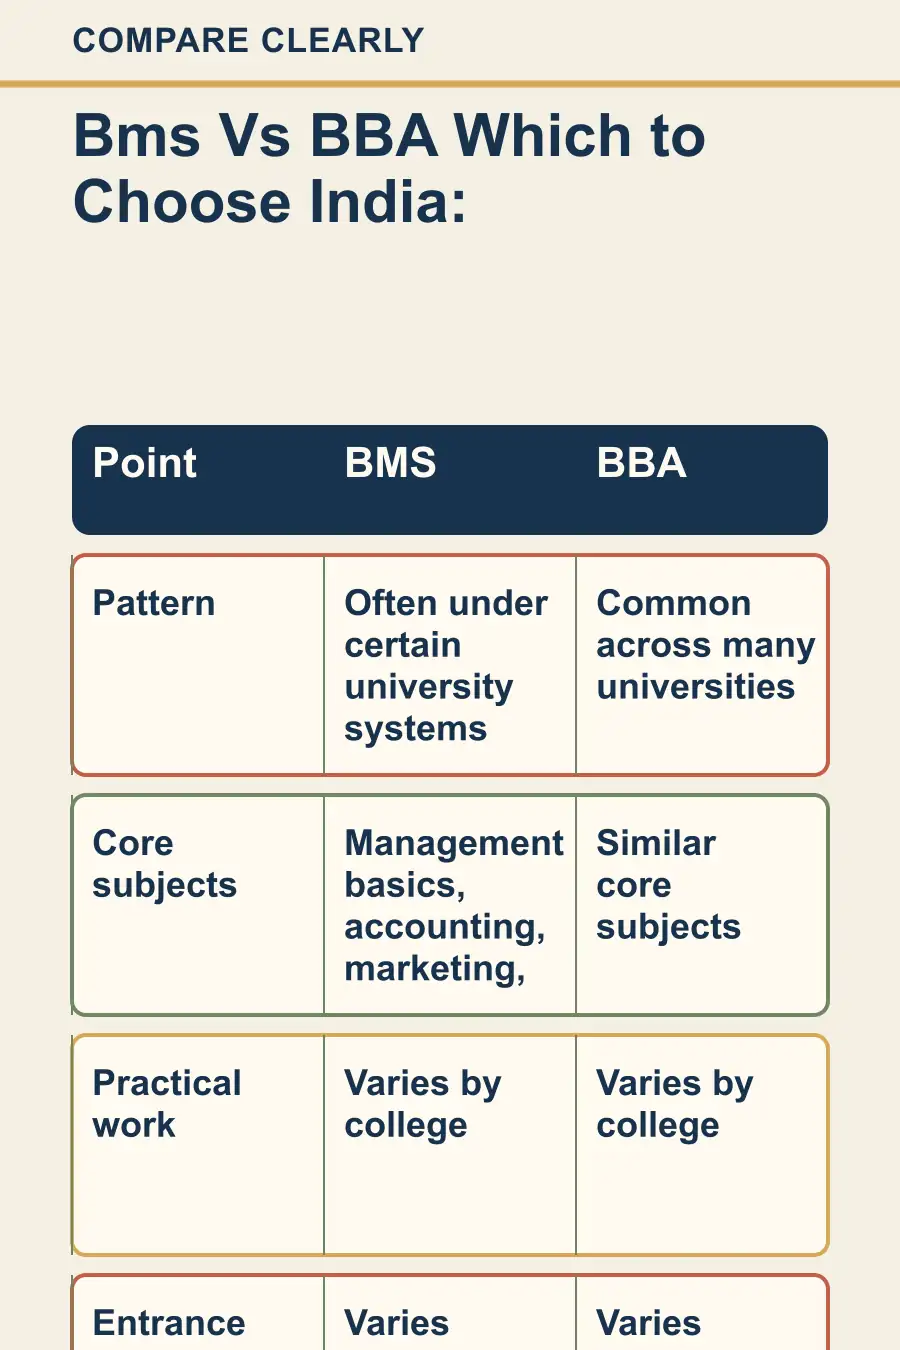 COMPARE CLEARLY
Bms Vs BBA Which to
Choose India:
Point
BMS
BBA
Pattern
Often under
certain
university
systems
Common
across many
universities
Core
subjects
Management
basics,
accounting,
marketing,
Similar
core
subjects
Practical
work
Varies by
college
Varies by
college
Entrance
Varies
Varies